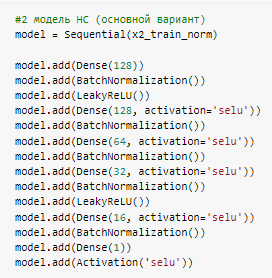 #2 модель НС (основной вариант)
model = Sequential(x2_train_norm)
model.add(Dense(128))
model.add(BatchNormalization())
model.add(LeakyReLU())
model.add(Dense(128, activation='selu'))
model.add(BatchNormalization())
model.add(Dense(64, activation='selu'))
model.add(BatchNormalization())
model.add(Dense(32, activation='selu'))
model.add(BatchNormalization())
model.add(LeakyReLU())
model.add(Dense(16, activation='selu'))
model.add(BatchNormalization())
model.add(Dense(1))
model.add(Activation('selu'))